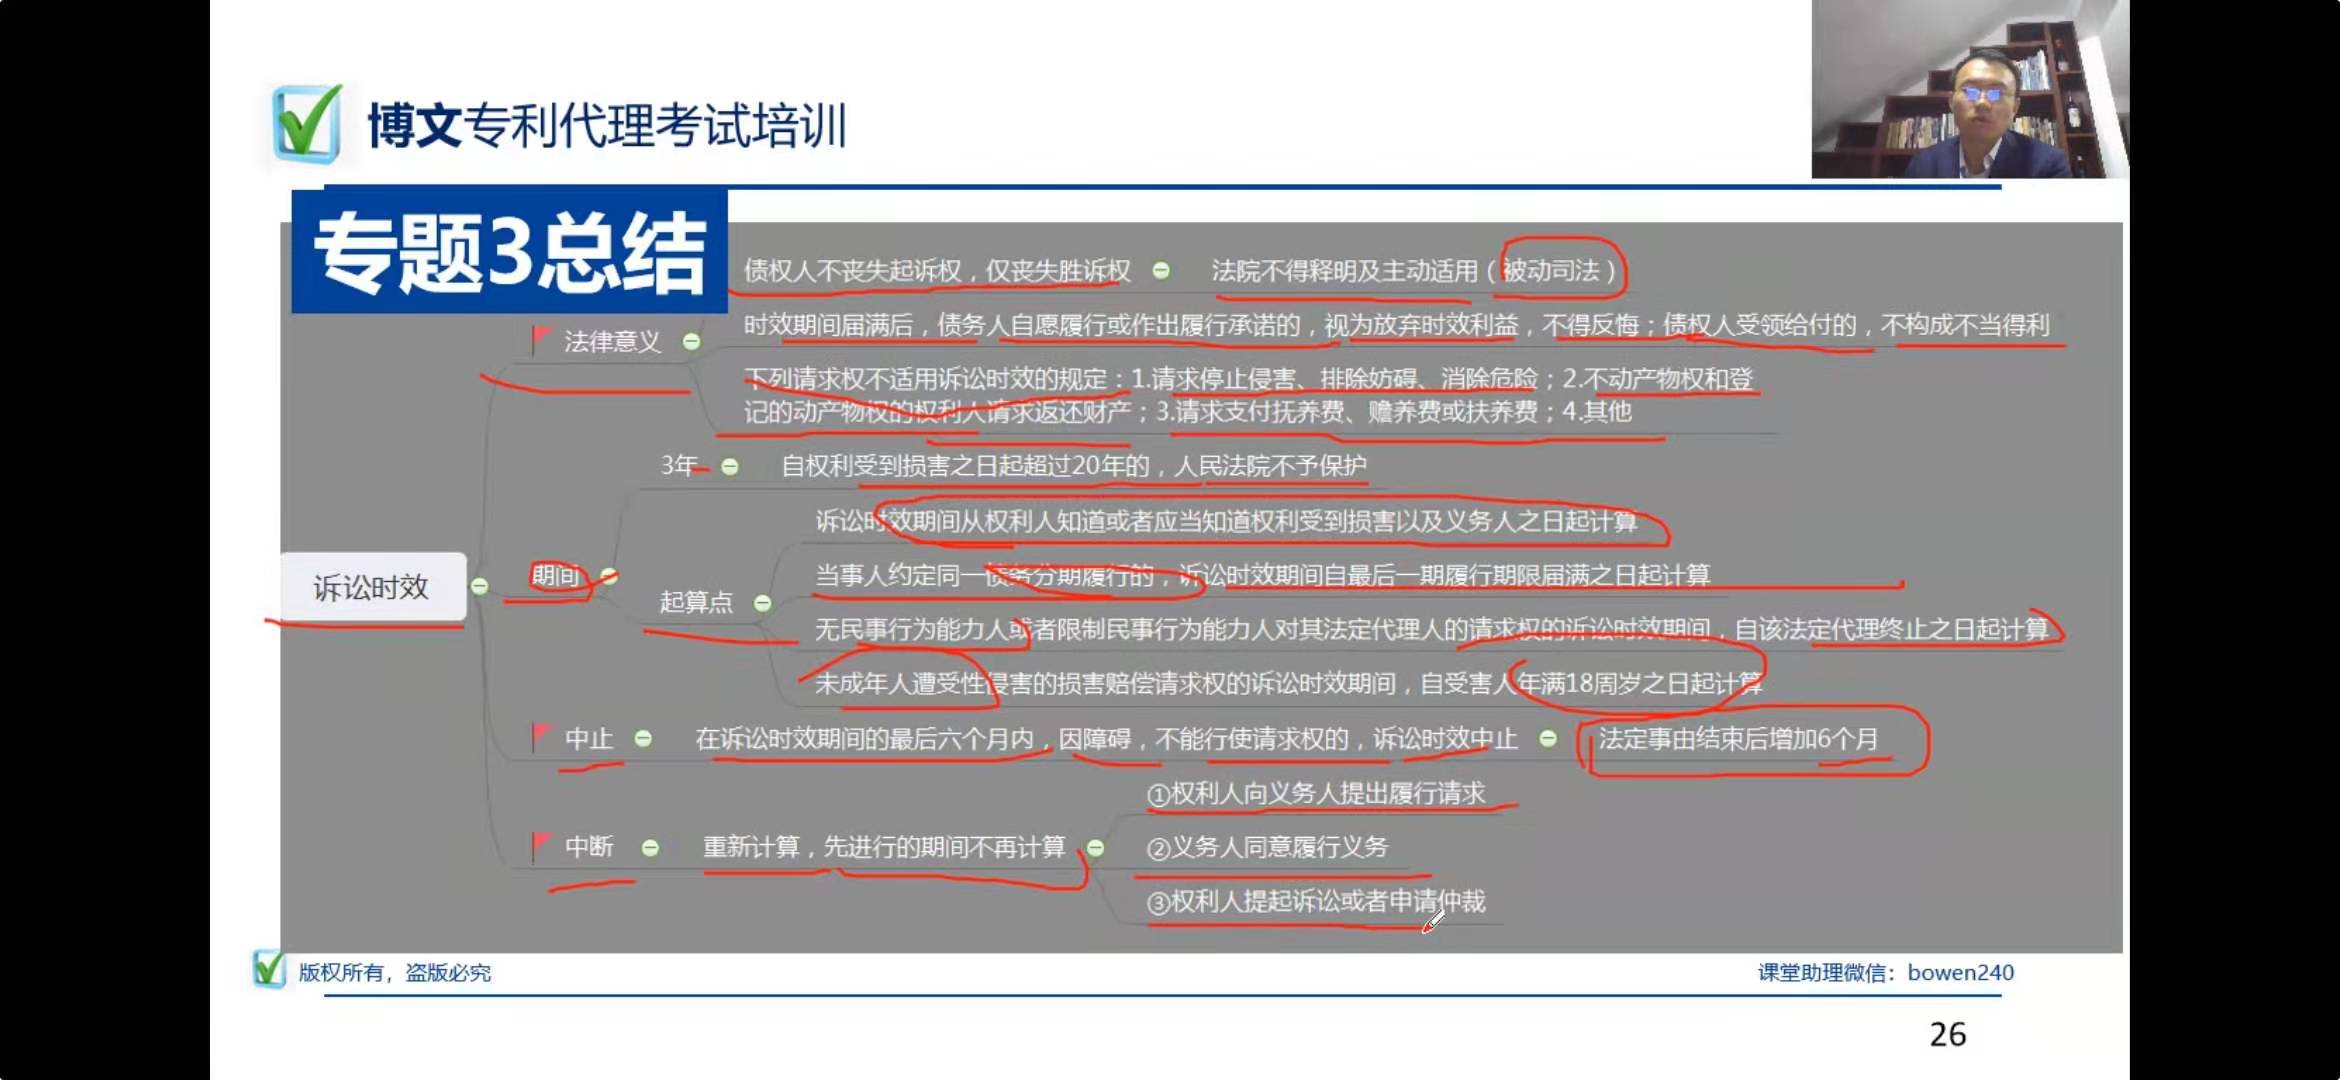 博文专利代理考试培训
专题3总结
债权人不丧失起诉权，仅丧失胜诉权
法院不得释明及主动适用（被动司法）
法律意义
时效期间届满后，债务人自愿履行或作出履行承诺的，视为放弃时效利益，不得反悔；债权人受领给付的，不构成不当得利
下列请求权不适用诉讼时效的规定：1.请求停止侵害、排除妨碍、消除危险；2.不动产物权和登
记的动产物权的权利人请求返还财产；3.请求支付抚养费、赡养费或扶养费；4.其他
3年
自权利受到损害之日起超过20年的，人民法院不予保护
诉讼时效期间从权利人知道或者应当知道权利受到损害以及义务人之日起计算
诉讼时效
期间
当事人约定同一债务分期履行的，诉讼时效期间自最后一期履行期限届满之日起计算
起算点
无民事行为能力人或者限制民事行为能力人对其法定代理人的请求权的诉讼时效期间，自该法定代理终止之日起计算
未成年人遭受性侵害的损害赔偿请求权的诉讼时效期间，自受害人年满18周岁之日起计算
中止
在诉讼时效期间的最后六个月内，因障碍，不能行使请求权的，诉讼时效中止
法定事由结束后增加6个月
①权利人向义务人提出履行请求
中断
重新计算，先进行的期间不再计算
②义务人同意履行义务
③权利人提起诉讼或者申请仲裁
版权所有，盗版必究
课堂助理微信：bowen240
26